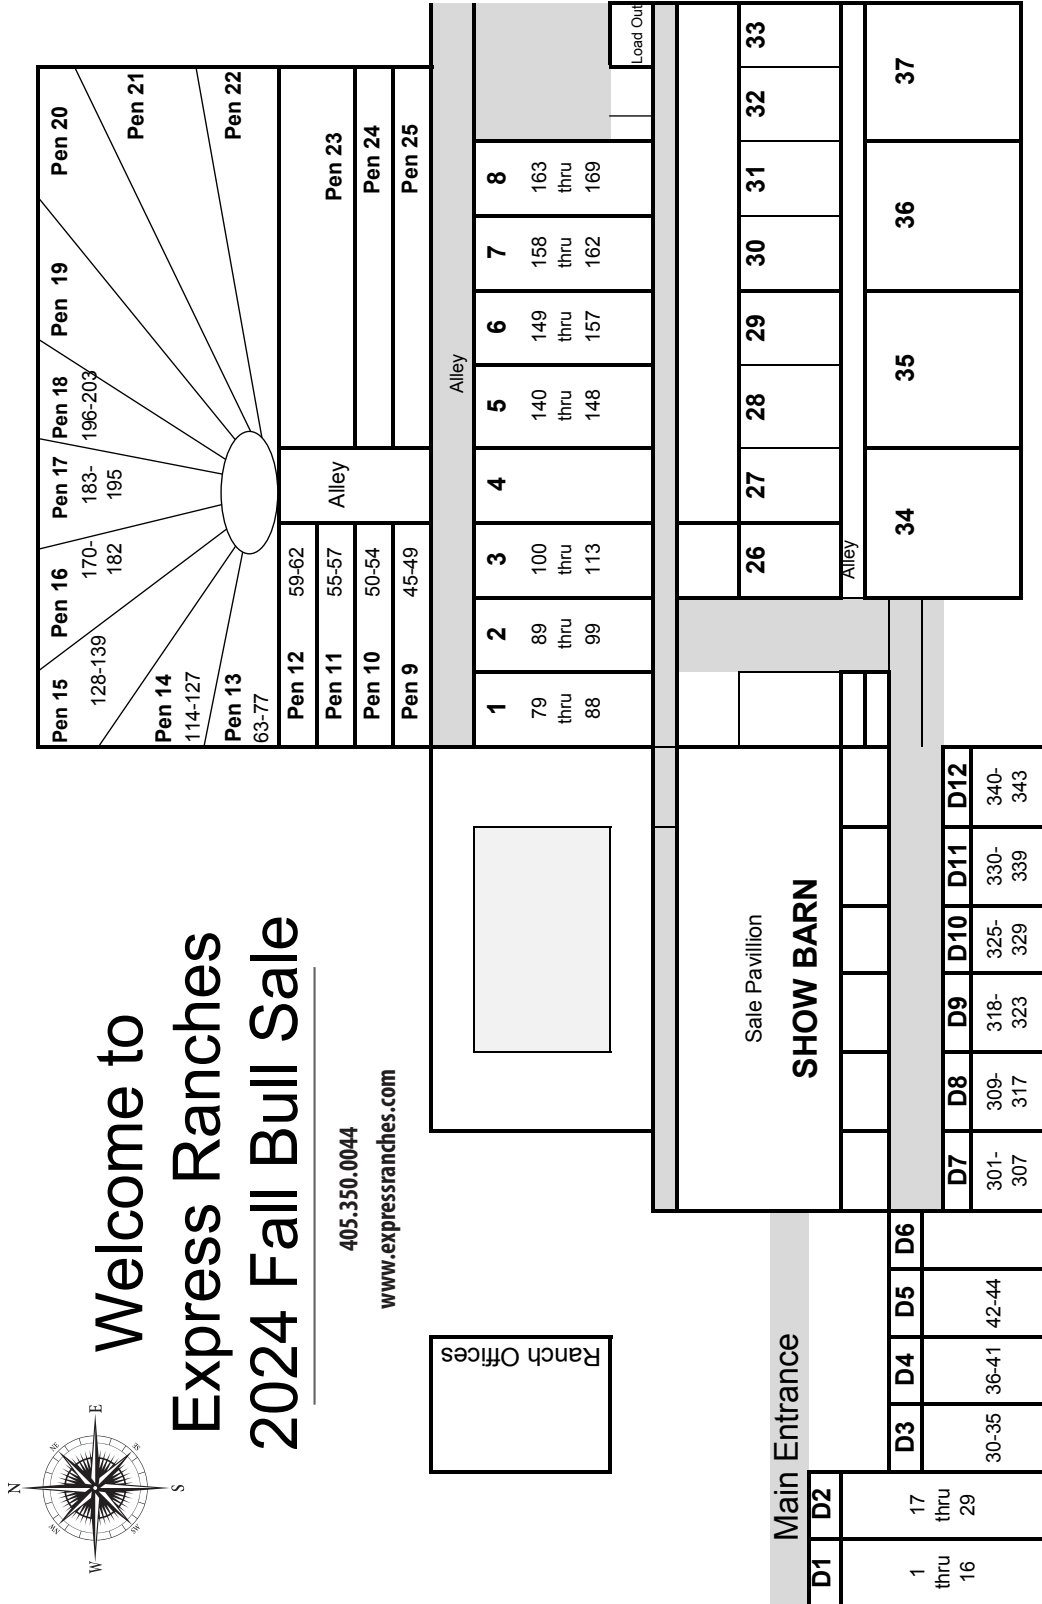 Welcome to
Express Ranches
2024 Fall Bull Sale
405.350.0044
www.expressranches.com
N
NE
E
SE
S
SW
W
NW
Pen 15
128-139
Pen 16
170-
182
Pen 17
183-
195
Pen 18
196-203
Pen 19
Pen 20
Pen 21
Pen 22
Pen 14
114-127
Pen 13
63-77
Pen 12
59-62
Pen 11
55-57
Pen 10
50-54
Pen 9
45-49
Alley
Pen 23
Pen 24
Pen 25
Alley
1
79
thru
88
2
89
thru
99
3
100
thru
113
4
5
140
thru
148
6
149
thru
157
7
158
thru
162
8
163
thru
169
Load Out
Ranch Offices
Sale Pavillion
SHOW BARN
26
27
28
29
30
31
32
33
Alley
34
35
36
37
Main Entrance
D1
1
thru
16
D2
17
thru
29
D3
30-35
D4
36-41
D5
42-44
D6
D7
301-
307
D8
309-
317
D9
318-
323
D10
325-
329
D11
330-
339
D12
340-
343